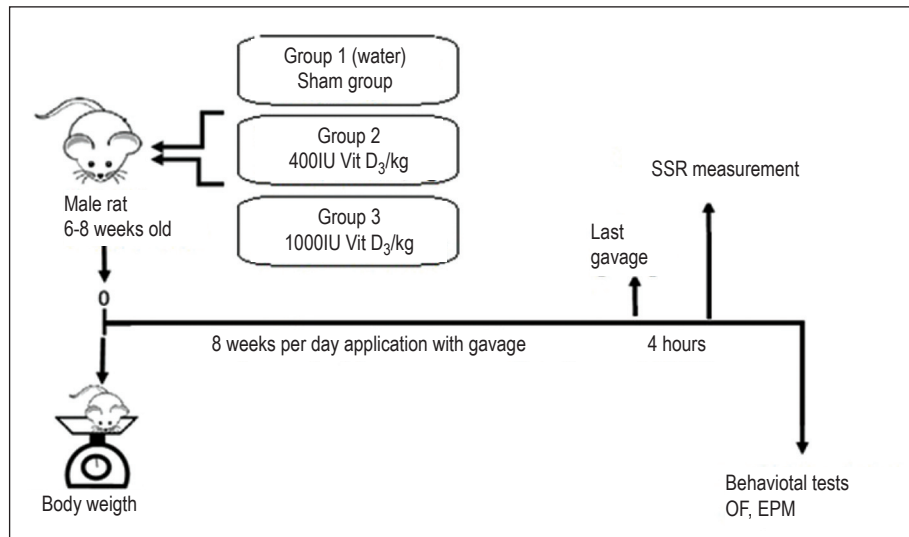 Group 1 (water)
Sham group
Group 2
400IU Vit D₃/kg
Group 3
1000IU Vit D₃/kg
Male rat
6-8 weeks old
SSR measurement
Last
gavage
0
8 weeks per day application with gavage
4 hours
Body weigth
Behaviotal tests
OF, EPM